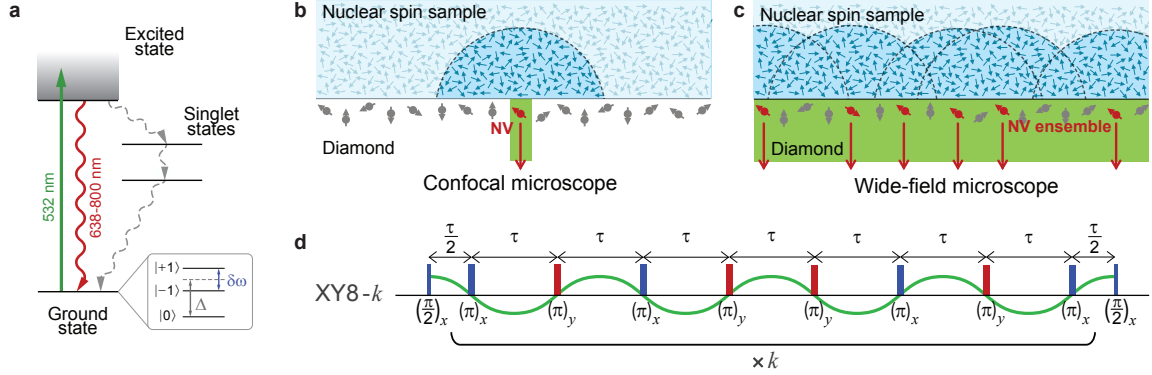 a
Excited
state
Singlet
states
532 nm
638-800 nm
|+1⟩
δω
|−1⟩
Δ
|0⟩
Ground
state
b
Nuclear spin sample
NV
Diamond
Confocal microscope
c
Nuclear spin sample
NV ensemble
Diamond
Wide-field microscope
d
τ/2 τ τ τ τ τ τ τ τ/2
XY8-k
(π/2)x (π)x (π)y (π)x (π)y (π)y (π)x (π)y (π)x (π/2)x
×k